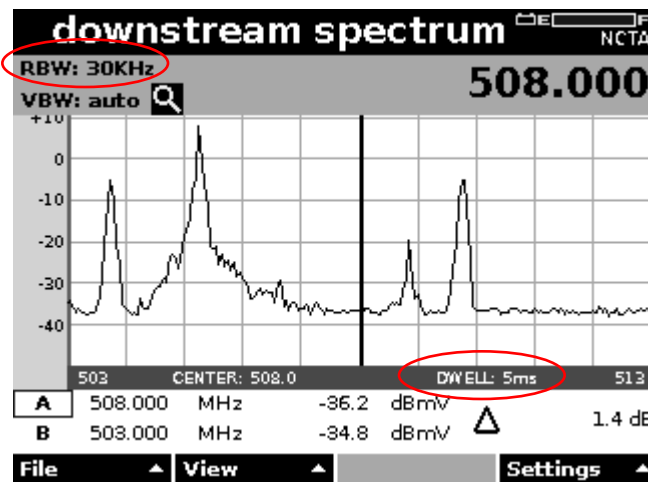 downstream spectrum E F
NCTA
RBW: 30KHz
508.000
VBW: auto
+10
0
-10
-20
-30
-40
503 CENTER: 508.0 DWELL: 5ms 513
A 508.000 MHz -36.2 dBmV
1.4 dB
B 503.000 MHz -34.8 dBmV Δ
File View Settings